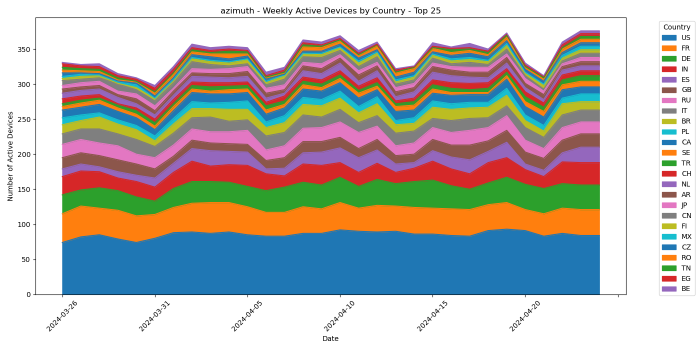 azimuth - Weekly Active Devices by Country - Top 25
Country
US
FR
DE
IN
ES
GB
RU
IT
BR
PL
CA
SE
TR
CH
NL
AR
JP
CN
FI
MX
CZ
RO
TN
EG
BE
Number of Active Devices
350
300
250
200
150
100
50
0
2024-03-26
2024-03-31
2024-04-05
2024-04-10
2024-04-15
2024-04-20
Date